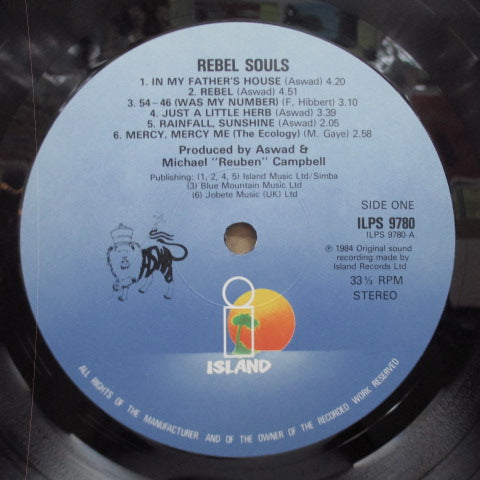 REBEL SOULS
1. IN MY FATHER'S HOUSE (Aswad) 4.20
2. REBEL (Aswad) 4.51
3. 54–46 (WAS MY NUMBER) (F. Hibbert) 3.10
4. JUST A LITTLE HERB (Aswad) 3.39
5. RAINFALL, SUNSHINE (Aswad) 2.05
6. MERCY, MERCY ME (The Ecology) (M. Gaye) 2.58
Produced by Aswad &
Michael "Reuben" Campbell
Publishing: (1, 2, 4, 5) Island Music Ltd/Simba
(3) Blue Mountain Music Ltd
(6) Jobete Music (UK) Ltd
SIDE ONE
ILPS 9780
ILPS 9780-A
℗ 1984 Original sound
recording made by
Island Records Ltd
33⅓ RPM
STEREO
ISLAND
ALL RIGHTS OF THE MANUFACTURER AND OF THE OWNER OF THE RECORDED WORK RESERVED